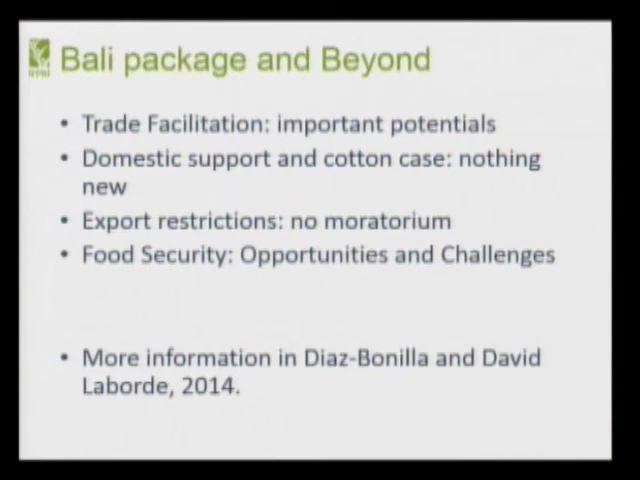 Bali package and Beyond
• Trade Facilitation: important potentials
• Domestic support and cotton case: nothing
new
• Export restrictions: no moratorium
• Food Security: Opportunities and Challenges
• More information in Diaz-Bonilla and David
Laborde, 2014.